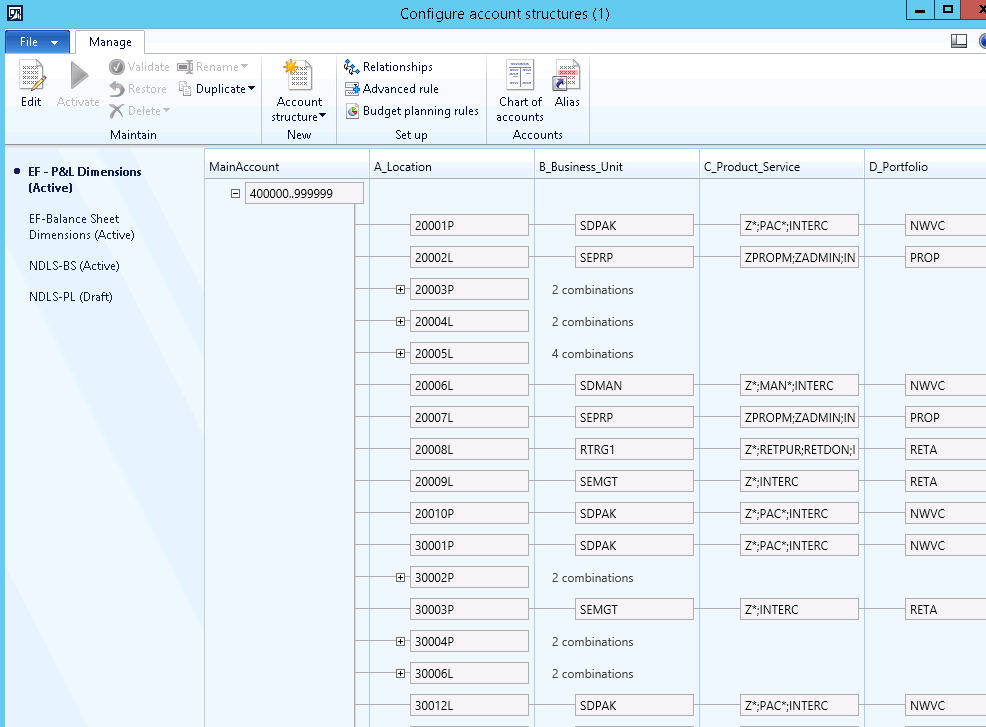 Configure account structures (1)
File
Manage
Edit
Activate
Validate
Restore
Delete
Rename
Duplicate
Maintain
Account
structure
New
Relationships
Advanced rule
Budget planning rules
Set up
Chart of
accounts
Alias
Accounts
EF - P&L Dimensions
(Active)
EF-Balance Sheet
Dimensions (Active)
NDLS-BS (Active)
NDLS-PL (Draft)
MainAccount A_Location B_Business_Unit C_Product_Service D_Portfolio
400000..999999
20001P SDPAK Z*;PAC*;INTERC NWVC
20002L SEPRP ZPROPM;ZADMIN;IN PROP
20003P 2 combinations
20004L 2 combinations
20005L 4 combinations
20006L SDMAN Z*;MAN*;INTERC NWVC
20007L SEPRP ZPROPM;ZADMIN;IN PROP
20008L RTRG1 Z*;RETPUR;RETDON;I RETA
20009L SEMGT Z*;INTERC RETA
20010P SDPAK Z*;PAC*;INTERC NWVC
30001P SDPAK Z*;PAC*;INTERC NWVC
30002P 2 combinations
30003P SEMGT Z*;INTERC RETA
30004P 2 combinations
30006L 2 combinations
30012L SDPAK Z*;PAC*;INTERC NWVC